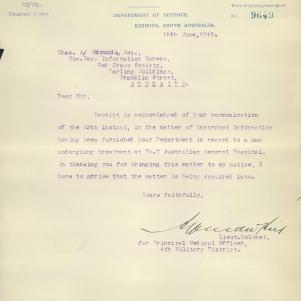 DEPARTMENT OF DEFENCE,
KESWICK, SOUTH AUSTRALIA.
When Replying please Quote
No. 9649
16th June, 1919.
Chas. A. Edmunds, Esq.,
Hon.Sec. Information Bureau,
Red Cross Society,
Darling Buildings,
Franklin Street,
ADELAIDE.
Dear Sir,
Receipt is acknowledged of your communication
of the 12th instant, in the matter of incorrect information
having been furnished your Department in regard to a man
undergoing treatment at No.7 Australian General Hospital.
In thanking you for bringing this matter to my notice, I
have to advise that the matter is being enquired into.
Yours faithfully,
Lieut.Colonel,
for Principal Medical Officer,
4th Military District.